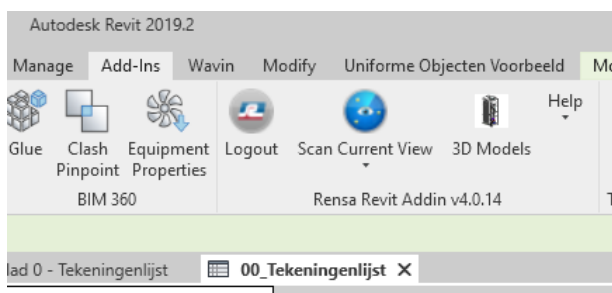 Autodesk Revit 2019.2
Manage Add-Ins Wavin Modify Uniforme Objecten Voorbeeld
Glue Clash Pinpoint Equipment Properties Logout Scan Current View 3D Models Help
BIM 360 Rensa Revit Addin v4.0.14
lad 0 - Tekeningenlijst 00_Tekeningenlijst